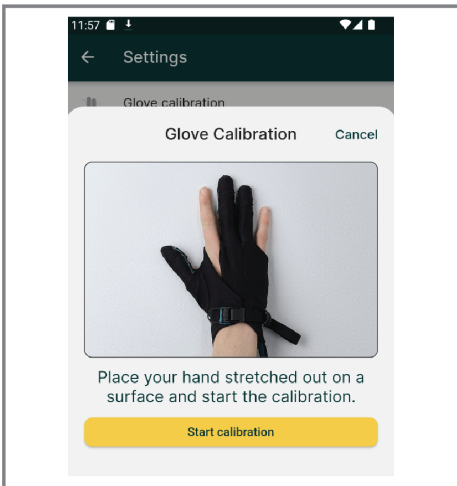 11:57
Settings
Glove calibration
Glove Calibration
Cancel
Place your hand stretched out on a
surface and start the calibration.
Start calibration